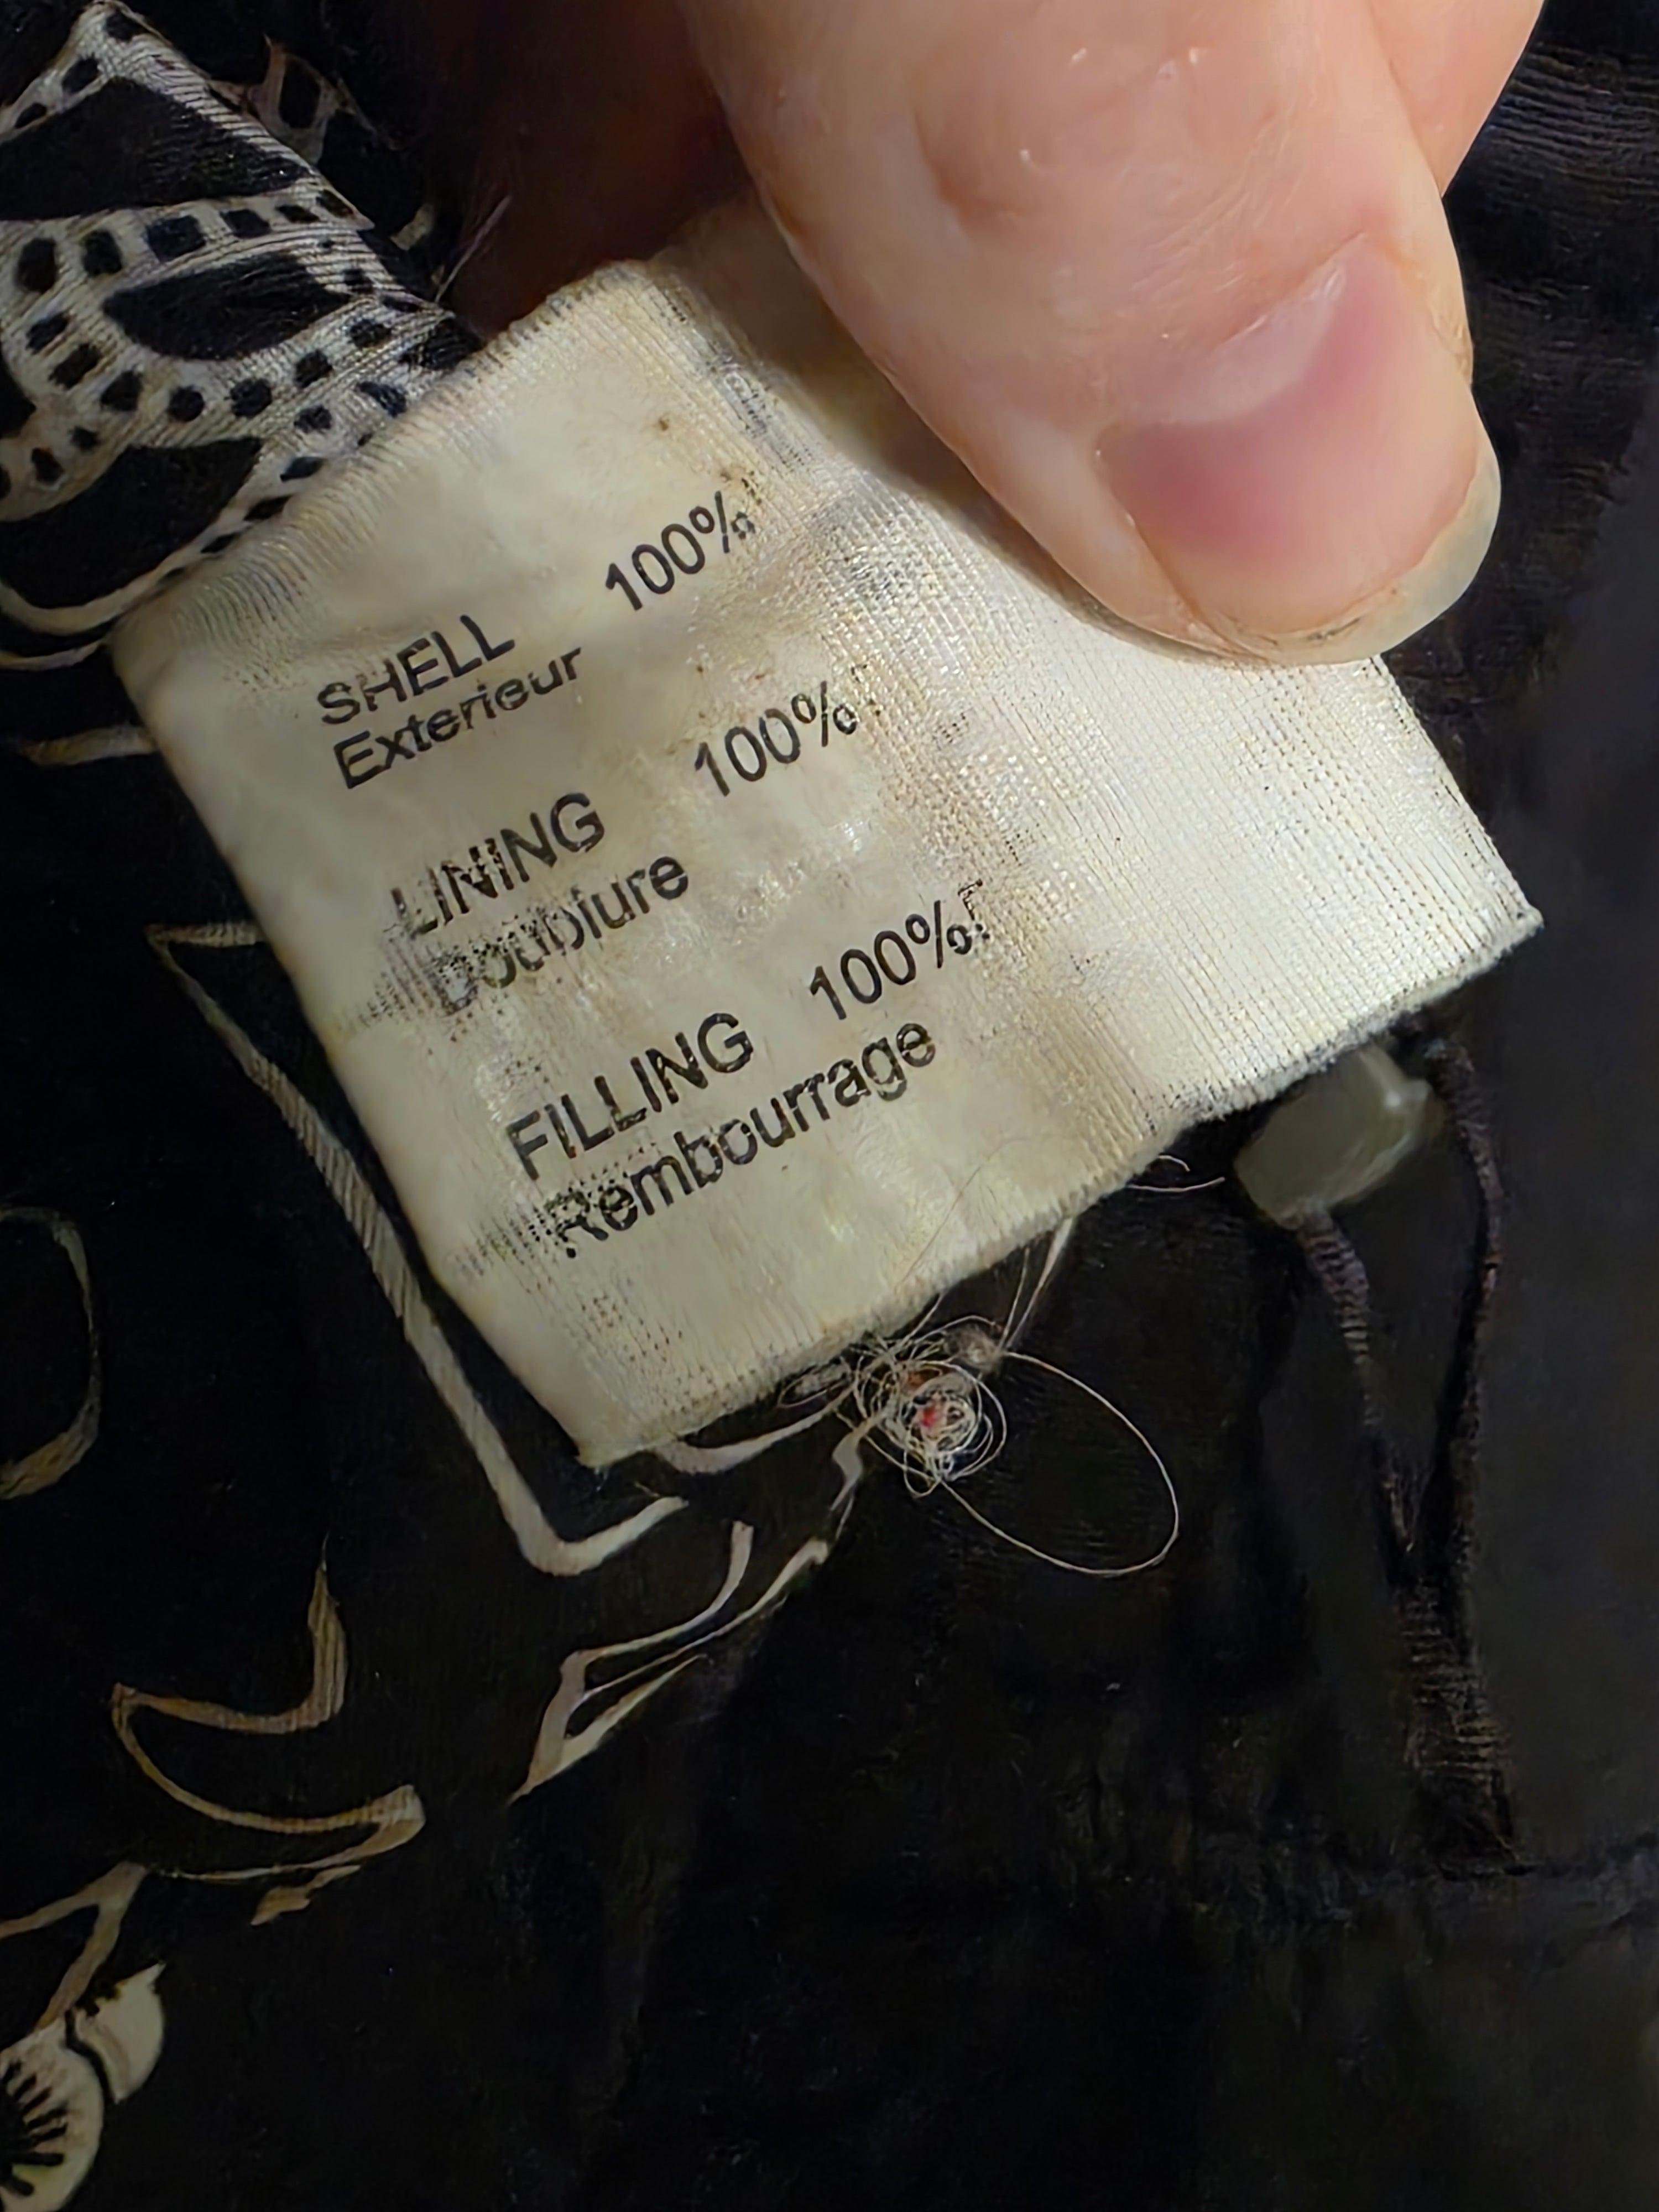 SHELL 100%
Exterieur
LINING 100%
Doublure
FILLING 100%
Rembourrage